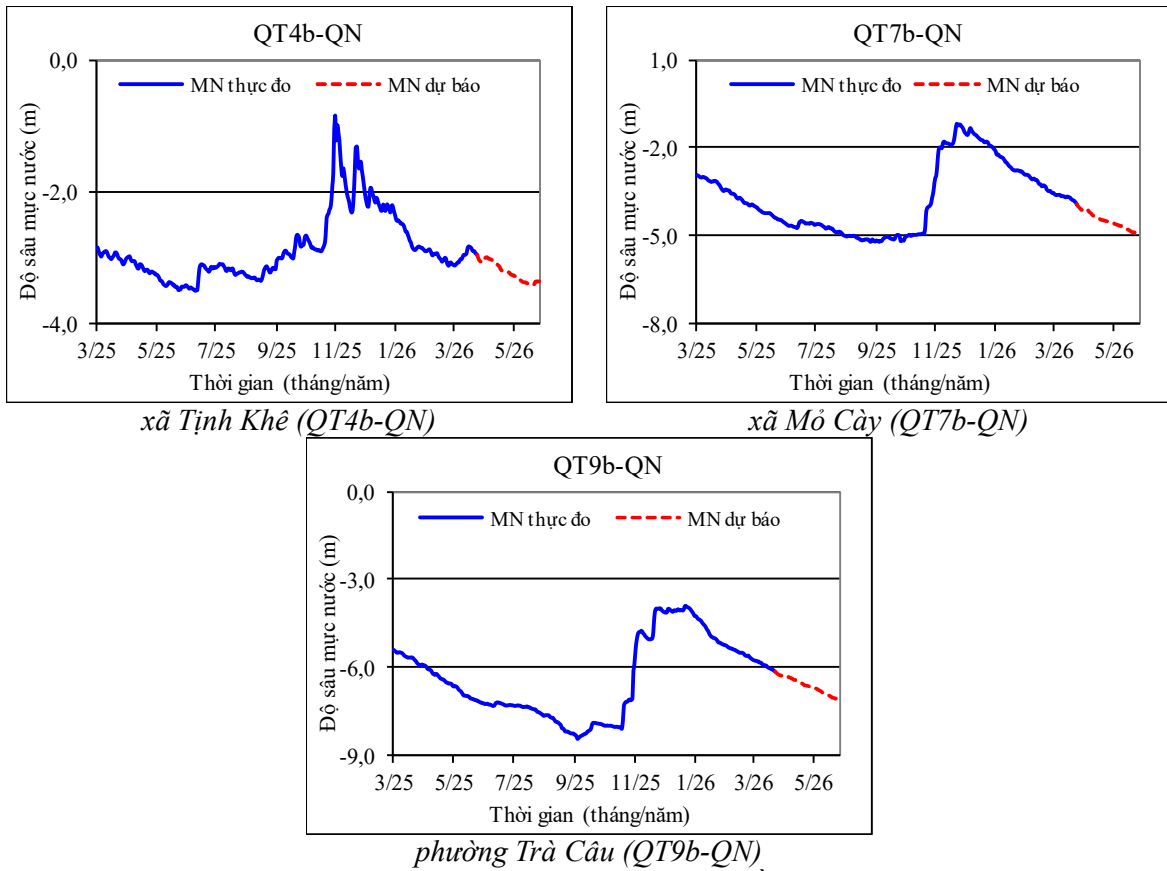 QT4b-QN
0,0
MN thực đo
MN dự báo
-2,0
-4,0
Độ sâu mực nước (m)
3/25 5/25 7/25 9/25 11/25 1/26 3/26 5/26
Thời gian (tháng/năm)
xã Tịnh Khê (QT4b-QN)
QT7b-QN
1,0
MN thực đo
MN dự báo
-2,0
-5,0
-8,0
Độ sâu mực nước (m)
3/25 5/25 7/25 9/25 11/25 1/26 3/26 5/26
Thời gian (tháng/năm)
xã Mỏ Cày (QT7b-QN)
QT9b-QN
0,0
MN thực đo
MN dự báo
-3,0
-6,0
-9,0
Độ sâu mực nước (m)
3/25 5/25 7/25 9/25 11/25 1/26 3/26 5/26
Thời gian (tháng/năm)
phường Trà Câu (QT9b-QN)